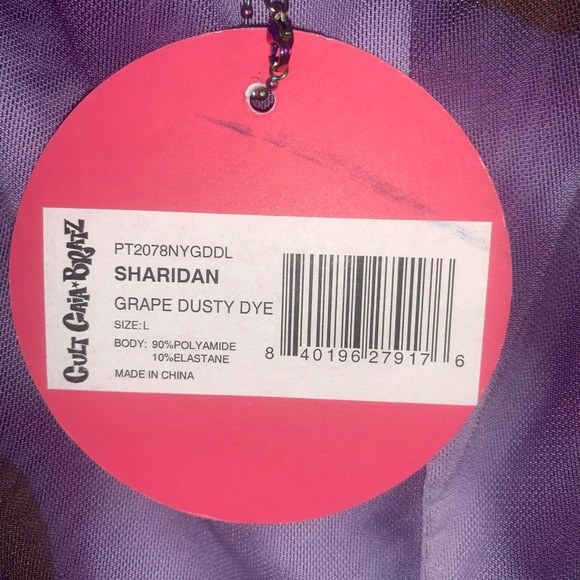 CULT GAIA★BRATZ
PT2078NYGDDL
SHARIDAN
GRAPE DUSTY DYE
SIZE: L
BODY: 90%POLYAMIDE
10%ELASTANE
MADE IN CHINA
8 40196 27917 6